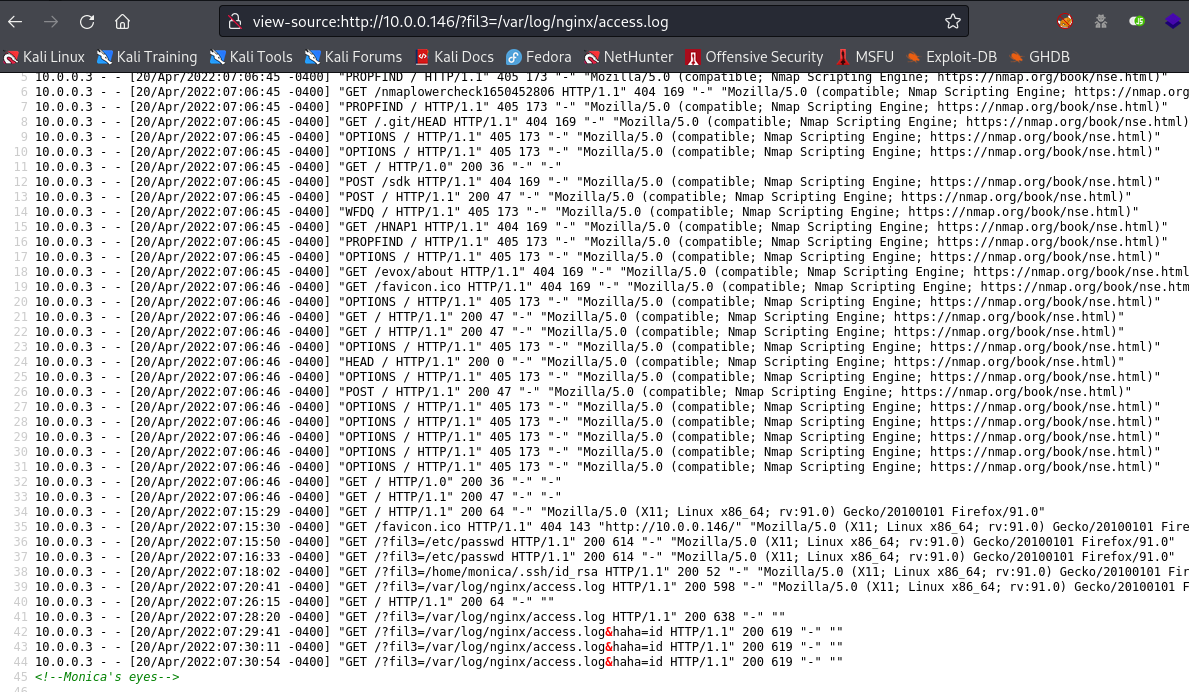 view-source:http://10.0.0.146/?fil3=/var/log/nginx/access.log
Kali Linux Kali Training Kali Tools Kali Forums Kali Docs Fedora NetHunter Offensive Security MSFU Exploit-DB GHDB
5 10.0.0.3 - - [20/Apr/2022:07:06:45 -0400] "PROPFIND / HTTP/1.1" 405 173 "-" "Mozilla/5.0 (compatible; Nmap Scripting Engine; https://nmap.org/book/nse.html)"
6 10.0.0.3 - - [20/Apr/2022:07:06:45 -0400] "GET /nmaplowercheck1650452806 HTTP/1.1" 404 169 "-" "Mozilla/5.0 (compatible; Nmap Scripting Engine; https://nmap.org
7 10.0.0.3 - - [20/Apr/2022:07:06:45 -0400] "PROPFIND / HTTP/1.1" 405 173 "-" "Mozilla/5.0 (compatible; Nmap Scripting Engine; https://nmap.org/book/nse.html)"
8 10.0.0.3 - - [20/Apr/2022:07:06:45 -0400] "GET /.git/HEAD HTTP/1.1" 404 169 "-" "Mozilla/5.0 (compatible; Nmap Scripting Engine; https://nmap.org/book/nse.html)
9 10.0.0.3 - - [20/Apr/2022:07:06:45 -0400] "OPTIONS / HTTP/1.1" 405 173 "-" "Mozilla/5.0 (compatible; Nmap Scripting Engine; https://nmap.org/book/nse.html)"
10 10.0.0.3 - - [20/Apr/2022:07:06:45 -0400] "OPTIONS / HTTP/1.1" 405 173 "-" "Mozilla/5.0 (compatible; Nmap Scripting Engine; https://nmap.org/book/nse.html)"
11 10.0.0.3 - - [20/Apr/2022:07:06:45 -0400] "GET / HTTP/1.0" 200 36 "-" "-"
12 10.0.0.3 - - [20/Apr/2022:07:06:45 -0400] "POST /sdk HTTP/1.1" 404 169 "-" "Mozilla/5.0 (compatible; Nmap Scripting Engine; https://nmap.org/book/nse.html)"
13 10.0.0.3 - - [20/Apr/2022:07:06:45 -0400] "POST / HTTP/1.1" 200 47 "-" "Mozilla/5.0 (compatible; Nmap Scripting Engine; https://nmap.org/book/nse.html)"
14 10.0.0.3 - - [20/Apr/2022:07:06:45 -0400] "WFDQ / HTTP/1.1" 405 173 "-" "Mozilla/5.0 (compatible; Nmap Scripting Engine; https://nmap.org/book/nse.html)"
15 10.0.0.3 - - [20/Apr/2022:07:06:45 -0400] "GET /HNAP1 HTTP/1.1" 404 169 "-" "Mozilla/5.0 (compatible; Nmap Scripting Engine; https://nmap.org/book/nse.html)"
16 10.0.0.3 - - [20/Apr/2022:07:06:45 -0400] "PROPFIND / HTTP/1.1" 405 173 "-" "Mozilla/5.0 (compatible; Nmap Scripting Engine; https://nmap.org/book/nse.html)"
17 10.0.0.3 - - [20/Apr/2022:07:06:45 -0400] "OPTIONS / HTTP/1.1" 405 173 "-" "Mozilla/5.0 (compatible; Nmap Scripting Engine; https://nmap.org/book/nse.html)"
18 10.0.0.3 - - [20/Apr/2022:07:06:45 -0400] "GET /evox/about HTTP/1.1" 404 169 "-" "Mozilla/5.0 (compatible; Nmap Scripting Engine; https://nmap.org/book/nse.html
19 10.0.0.3 - - [20/Apr/2022:07:06:45 -0400] "GET /favicon.ico HTTP/1.1" 404 169 "-" "Mozilla/5.0 (compatible; Nmap Scripting Engine; https://nmap.org/book/nse.htm
20 10.0.0.3 - - [20/Apr/2022:07:06:46 -0400] "OPTIONS / HTTP/1.1" 405 173 "-" "Mozilla/5.0 (compatible; Nmap Scripting Engine; https://nmap.org/book/nse.html)"
21 10.0.0.3 - - [20/Apr/2022:07:06:46 -0400] "GET / HTTP/1.1" 200 47 "-" "Mozilla/5.0 (compatible; Nmap Scripting Engine; https://nmap.org/book/nse.html)"
22 10.0.0.3 - - [20/Apr/2022:07:06:46 -0400] "GET / HTTP/1.1" 200 47 "-" "Mozilla/5.0 (compatible; Nmap Scripting Engine; https://nmap.org/book/nse.html)"
23 10.0.0.3 - - [20/Apr/2022:07:06:46 -0400] "OPTIONS / HTTP/1.1" 405 173 "-" "Mozilla/5.0 (compatible; Nmap Scripting Engine; https://nmap.org/book/nse.html)"
24 10.0.0.3 - - [20/Apr/2022:07:06:46 -0400] "HEAD / HTTP/1.1" 200 0 "-" "Mozilla/5.0 (compatible; Nmap Scripting Engine; https://nmap.org/book/nse.html)"
25 10.0.0.3 - - [20/Apr/2022:07:06:46 -0400] "OPTIONS / HTTP/1.1" 405 173 "-" "Mozilla/5.0 (compatible; Nmap Scripting Engine; https://nmap.org/book/nse.html)"
26 10.0.0.3 - - [20/Apr/2022:07:06:46 -0400] "POST / HTTP/1.1" 200 47 "-" "Mozilla/5.0 (compatible; Nmap Scripting Engine; https://nmap.org/book/nse.html)"
27 10.0.0.3 - - [20/Apr/2022:07:06:46 -0400] "OPTIONS / HTTP/1.1" 405 173 "-" "Mozilla/5.0 (compatible; Nmap Scripting Engine; https://nmap.org/book/nse.html)"
28 10.0.0.3 - - [20/Apr/2022:07:06:46 -0400] "OPTIONS / HTTP/1.1" 405 173 "-" "Mozilla/5.0 (compatible; Nmap Scripting Engine; https://nmap.org/book/nse.html)"
29 10.0.0.3 - - [20/Apr/2022:07:06:46 -0400] "OPTIONS / HTTP/1.1" 405 173 "-" "Mozilla/5.0 (compatible; Nmap Scripting Engine; https://nmap.org/book/nse.html)"
30 10.0.0.3 - - [20/Apr/2022:07:06:46 -0400] "OPTIONS / HTTP/1.1" 405 173 "-" "Mozilla/5.0 (compatible; Nmap Scripting Engine; https://nmap.org/book/nse.html)"
31 10.0.0.3 - - [20/Apr/2022:07:06:46 -0400] "OPTIONS / HTTP/1.1" 405 173 "-" "Mozilla/5.0 (compatible; Nmap Scripting Engine; https://nmap.org/book/nse.html)"
32 10.0.0.3 - - [20/Apr/2022:07:06:46 -0400] "GET / HTTP/1.0" 200 36 "-" "-"
33 10.0.0.3 - - [20/Apr/2022:07:06:46 -0400] "GET / HTTP/1.1" 200 47 "-" "-"
34 10.0.0.3 - - [20/Apr/2022:07:15:29 -0400] "GET / HTTP/1.1" 200 64 "-" "Mozilla/5.0 (X11; Linux x86_64; rv:91.0) Gecko/20100101 Firefox/91.0"
35 10.0.0.3 - - [20/Apr/2022:07:15:30 -0400] "GET /favicon.ico HTTP/1.1" 404 143 "http://10.0.0.146/" "Mozilla/5.0 (X11; Linux x86_64; rv:91.0) Gecko/20100101 Fire
36 10.0.0.3 - - [20/Apr/2022:07:15:50 -0400] "GET /?fil3=/etc/passwd HTTP/1.1" 200 614 "-" "Mozilla/5.0 (X11; Linux x86_64; rv:91.0) Gecko/20100101 Firefox/91.0"
37 10.0.0.3 - - [20/Apr/2022:07:16:33 -0400] "GET /?fil3=/etc/passwd HTTP/1.1" 200 614 "-" "Mozilla/5.0 (X11; Linux x86_64; rv:91.0) Gecko/20100101 Firefox/91.0"
38 10.0.0.3 - - [20/Apr/2022:07:18:02 -0400] "GET /?fil3=/home/monica/.ssh/id_rsa HTTP/1.1" 200 52 "-" "Mozilla/5.0 (X11; Linux x86_64; rv:91.0) Gecko/20100101 Fir
39 10.0.0.3 - - [20/Apr/2022:07:20:41 -0400] "GET /?fil3=/var/log/nginx/access.log HTTP/1.1" 200 598 "-" "Mozilla/5.0 (X11; Linux x86_64; rv:91.0) Gecko/20100101 F
40 10.0.0.3 - - [20/Apr/2022:07:26:15 -0400] "GET / HTTP/1.1" 200 64 "-" ""
41 10.0.0.3 - - [20/Apr/2022:07:28:20 -0400] "GET /?fil3=/var/log/nginx/access.log HTTP/1.1" 200 638 "-" ""
42 10.0.0.3 - - [20/Apr/2022:07:29:41 -0400] "GET /?fil3=/var/log/nginx/access.log&haha=id HTTP/1.1" 200 619 "-" ""
43 10.0.0.3 - - [20/Apr/2022:07:30:11 -0400] "GET /?fil3=/var/log/nginx/access.log&haha=id HTTP/1.1" 200 619 "-" ""
44 10.0.0.3 - - [20/Apr/2022:07:30:54 -0400] "GET /?fil3=/var/log/nginx/access.log&haha=id HTTP/1.1" 200 619 "-" ""
45 <!--Monica's eyes-->
46